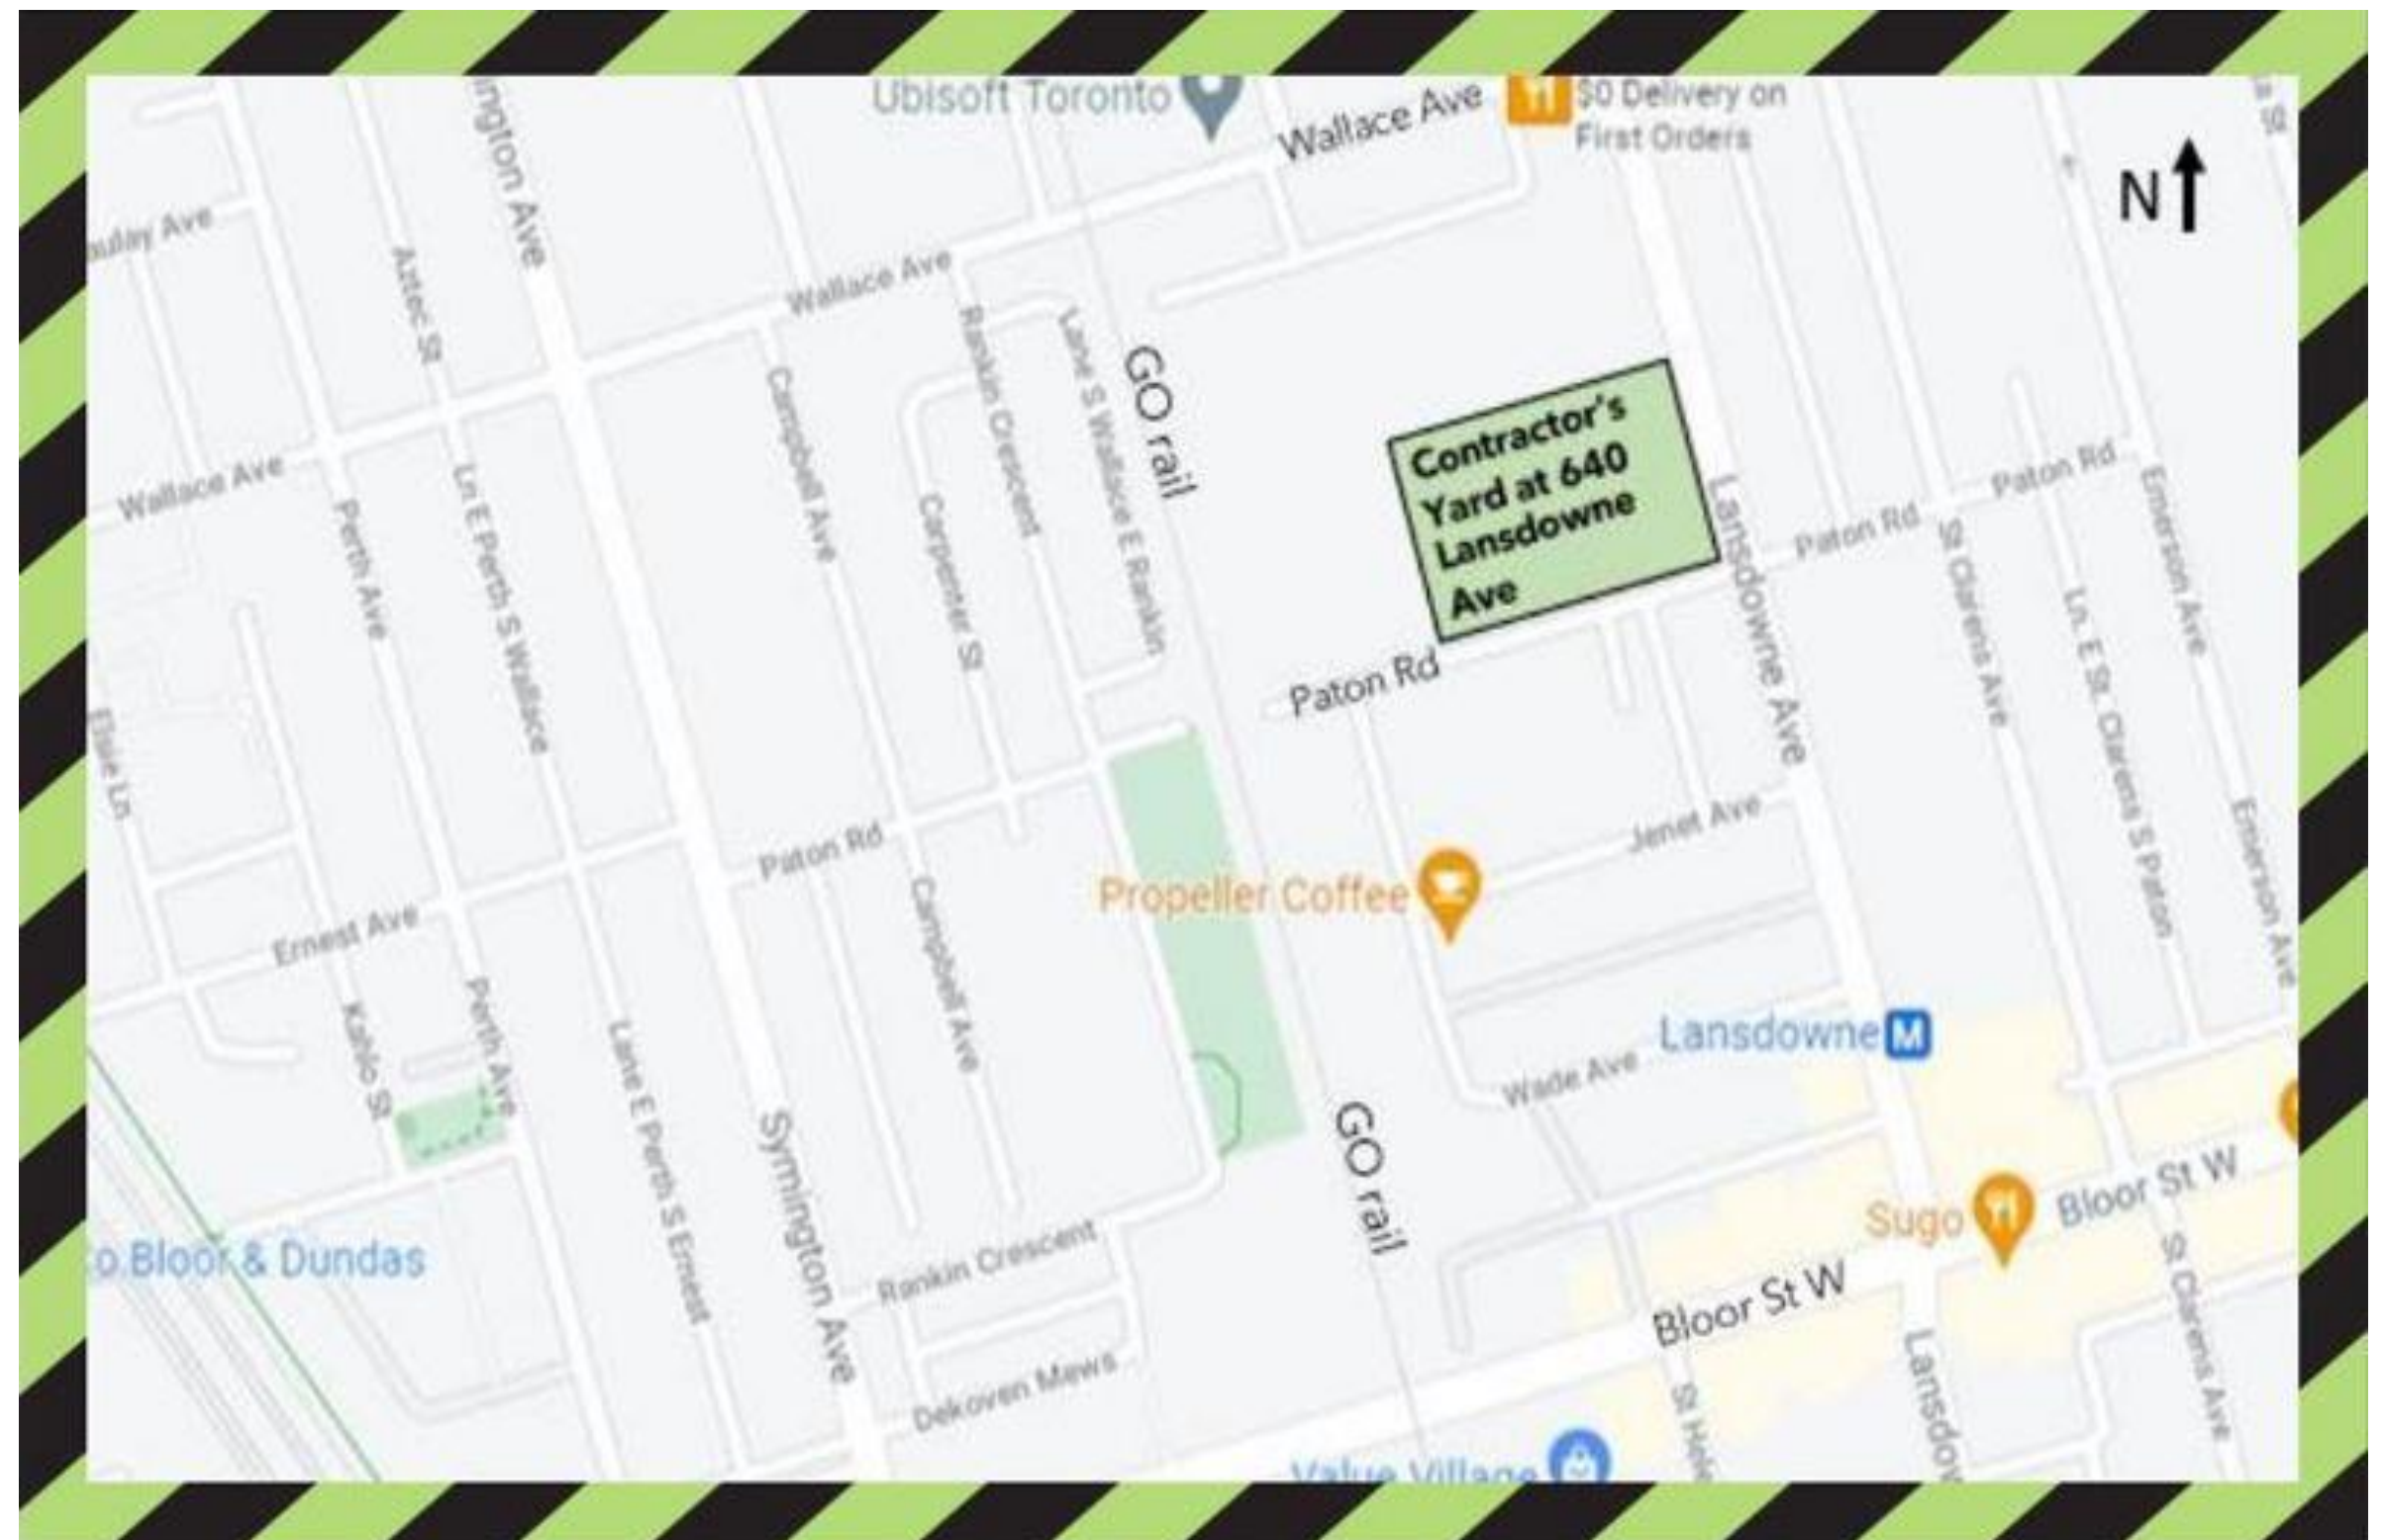 Ubisoft Toronto
Wallace Ave
$0 Delivery on
First Orders
N
Aztec St
Wallace Ave
Rankin Crescent
Lane S Wallace E Rankin
GO rail
Contractor's
Yard at 640
Lansdowne
Ave
Campbell Ave
Wallace Ave
Perth Ave
Ln E Perth S Wallace
Carpenter St
Lansdowne Ave
Paton Rd
Paton Rd
St Clarens Ave
Emerson Ave
Ln. E St. Clarens S Paton
Paton Rd
Elsie Ln
Paton Rd
Jenet Ave
Propeller Coffee
Emerson Ave
Ernest Ave
Campbell Ave
Kahlo St
Perth Ave
Lane E Perth S Ernest
Lansdowne M
Wade Ave
GO rail
Symington Ave
Sugo
Bloor St W
o Bloor & Dundas
Rankin Crescent
Bloor St W
St Clarens Ave
Dekoven Mews
Value Village